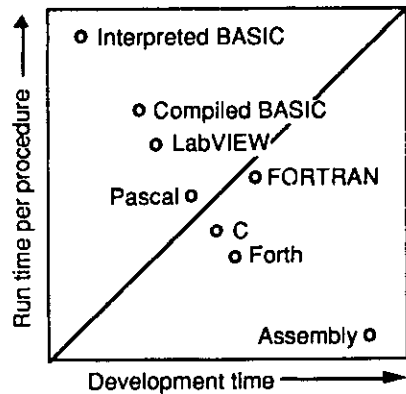 Interpreted BASIC
Compiled BASIC
LabVIEW
FORTRAN
Pascal
C
Forth
Assembly
Run time per procedure
Development time